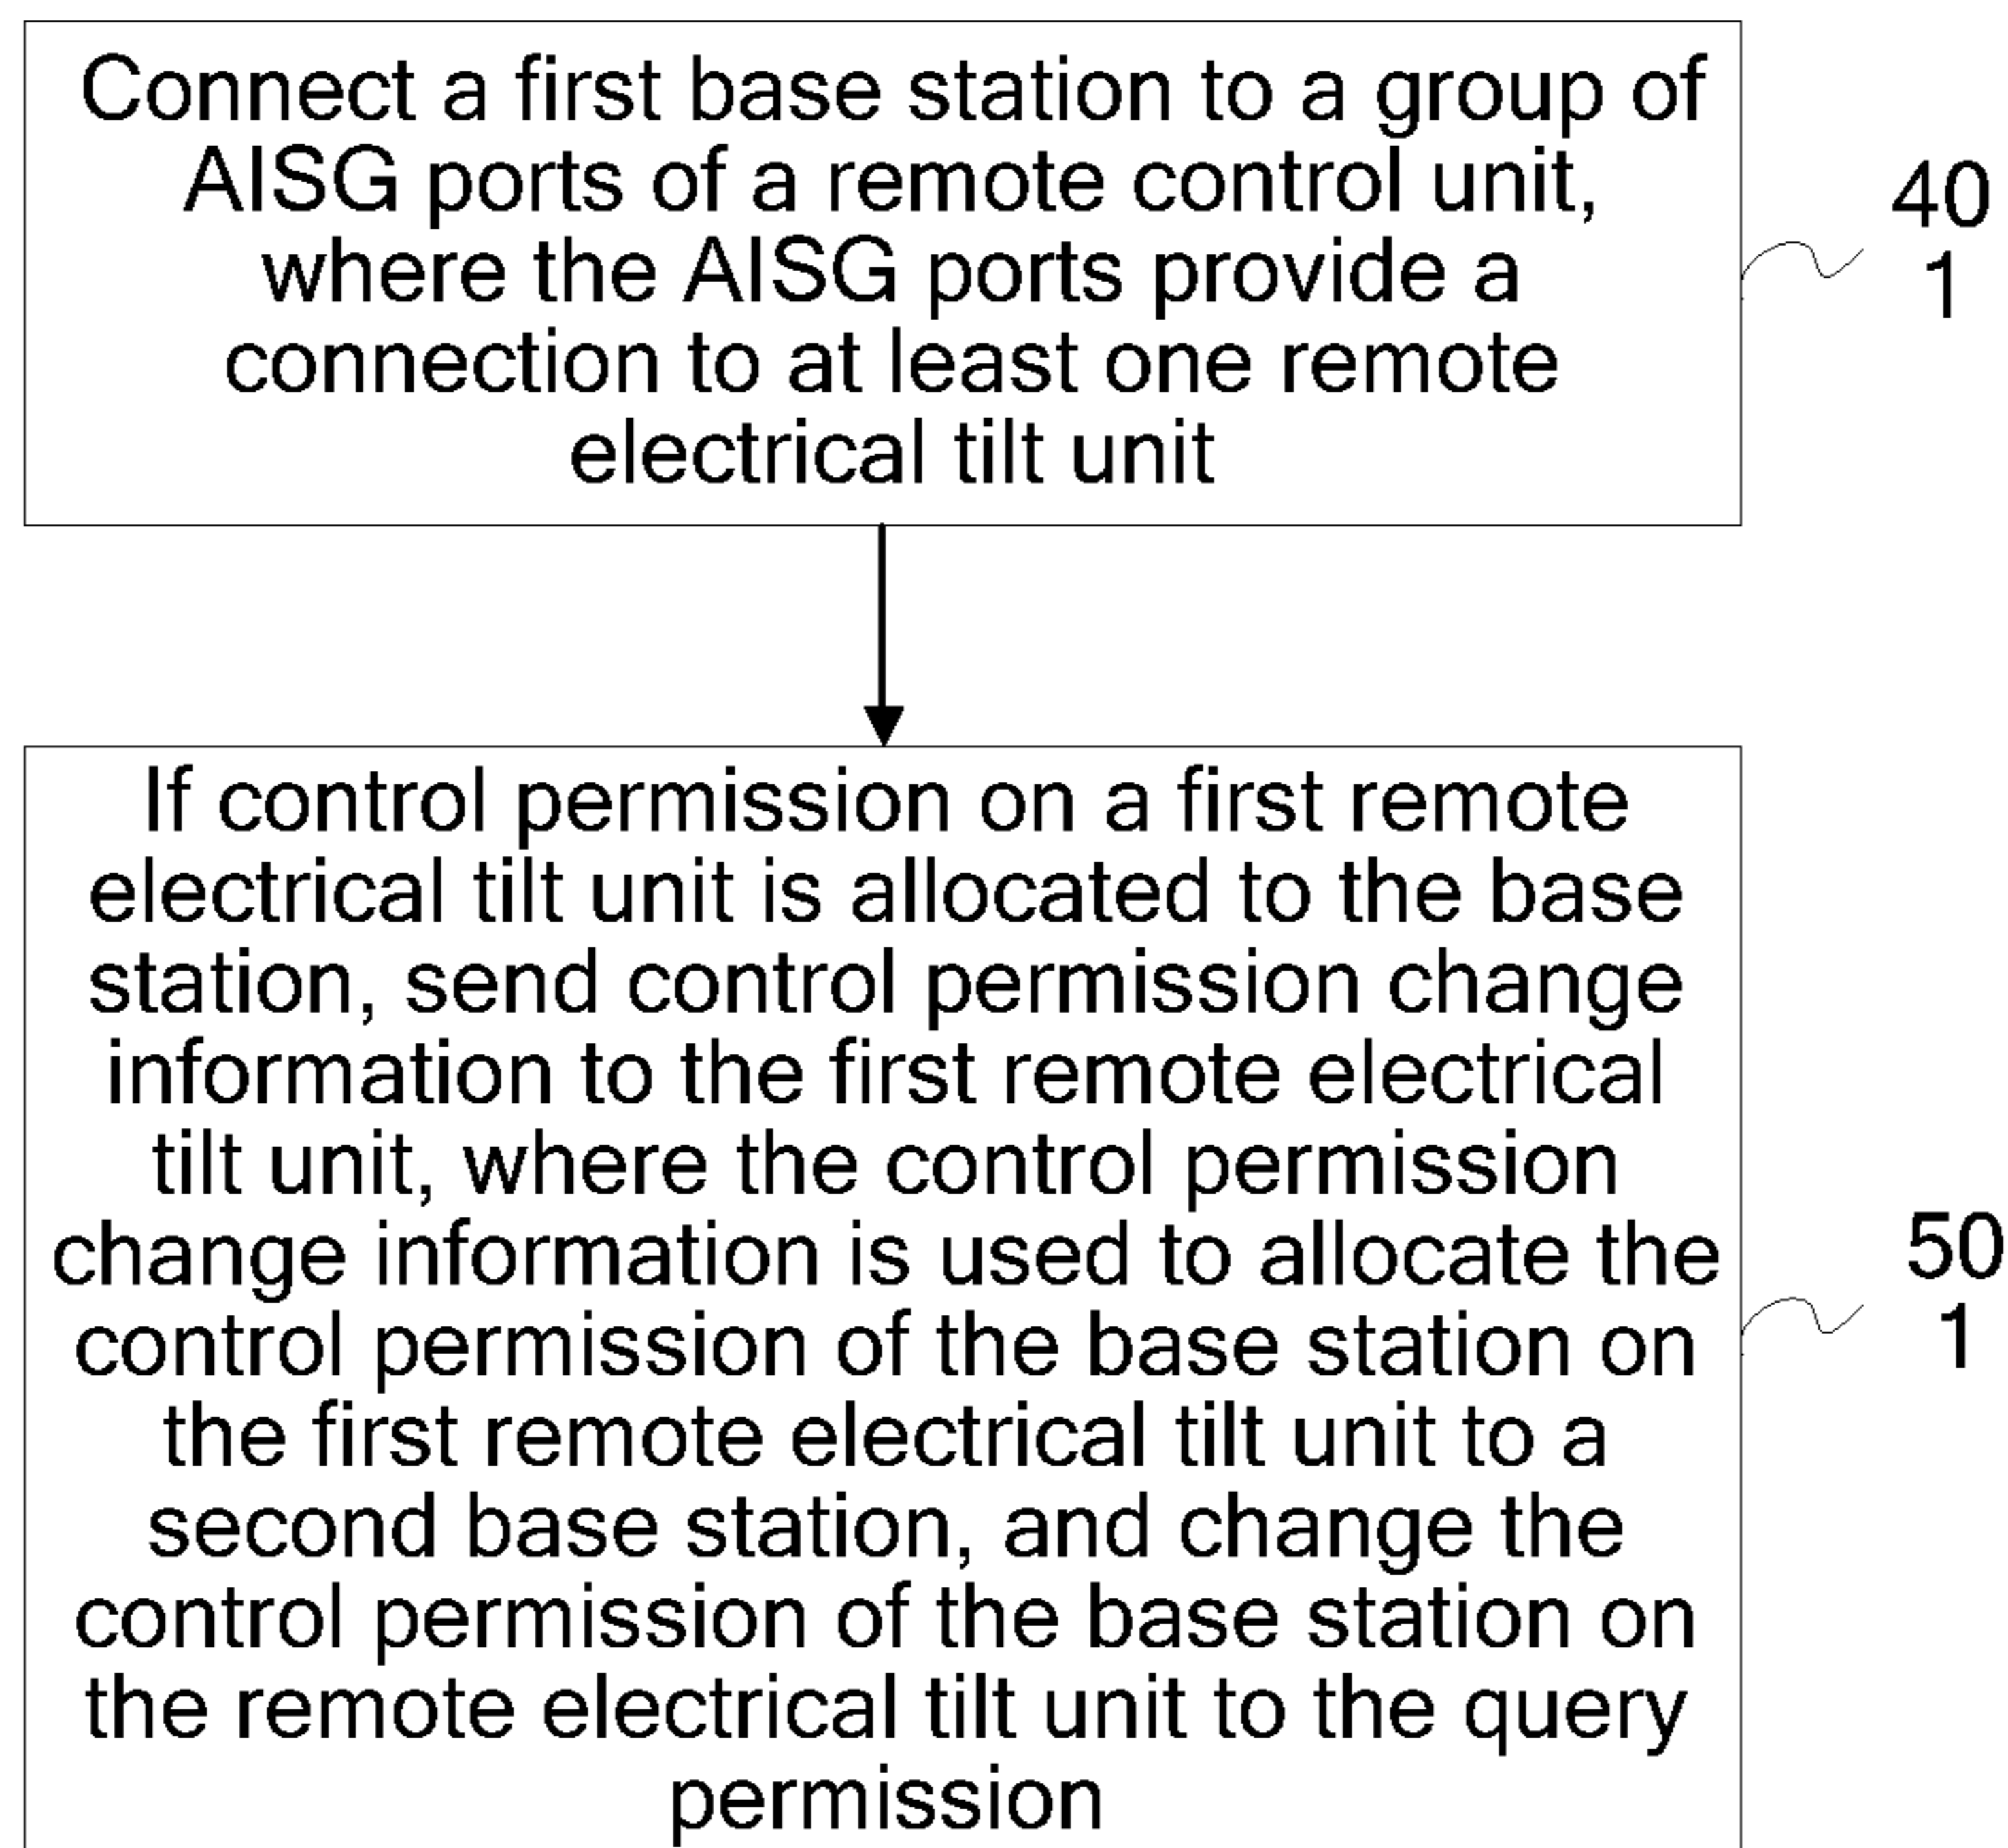 Connect a first base station to a group of
AISG ports of a remote control unit,
where the AISG ports provide a
connection to at least one remote
electrical tilt unit
40
1
If control permission on a first remote
electrical tilt unit is allocated to the base
station, send control permission change
information to the first remote electrical
tilt unit, where the control permission
change information is used to allocate the
control permission of the base station on
the first remote electrical tilt unit to a
second base station, and change the
control permission of the base station on
the remote electrical tilt unit to the query
permission
50
1